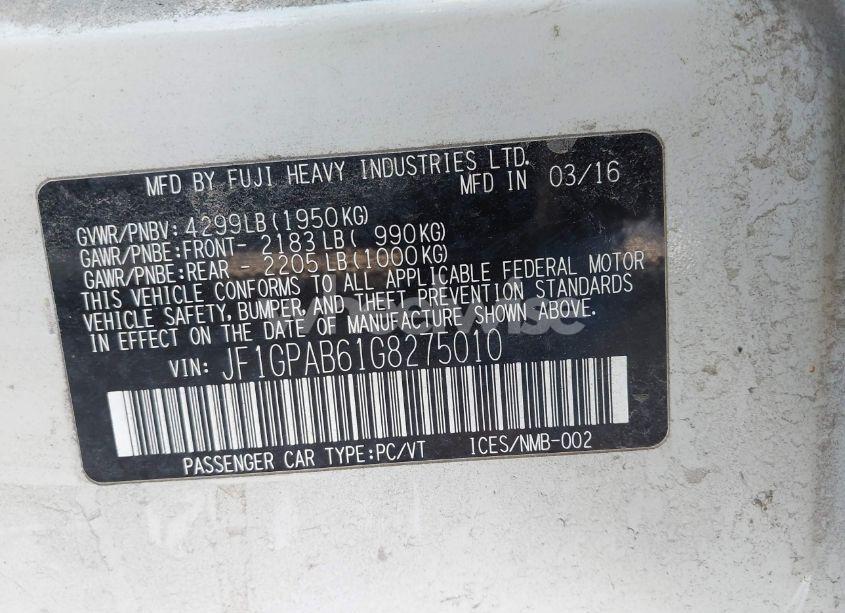 MFD BY FUJI HEAVY INDUSTRIES LTD.
MFD IN 03/16
GVWR/PNBV: 4299LB(1950KG)
GAWR/PNBE:FRONT- 2183LB( 990KG)
GAWR/PNBE:REAR - 2205LB(1000KG)
THIS VEHICLE CONFORMS TO ALL APPLICABLE FEDERAL MOTOR
VEHICLE SAFETY, BUMPER, AND THEFT PREVENTION STANDARDS
IN EFFECT ON THE DATE OF MANUFACTURE SHOWN ABOVE.
VIN: JF1GPAB61G8275010
PASSENGER CAR TYPE:PC/VT ICES/NMB-002